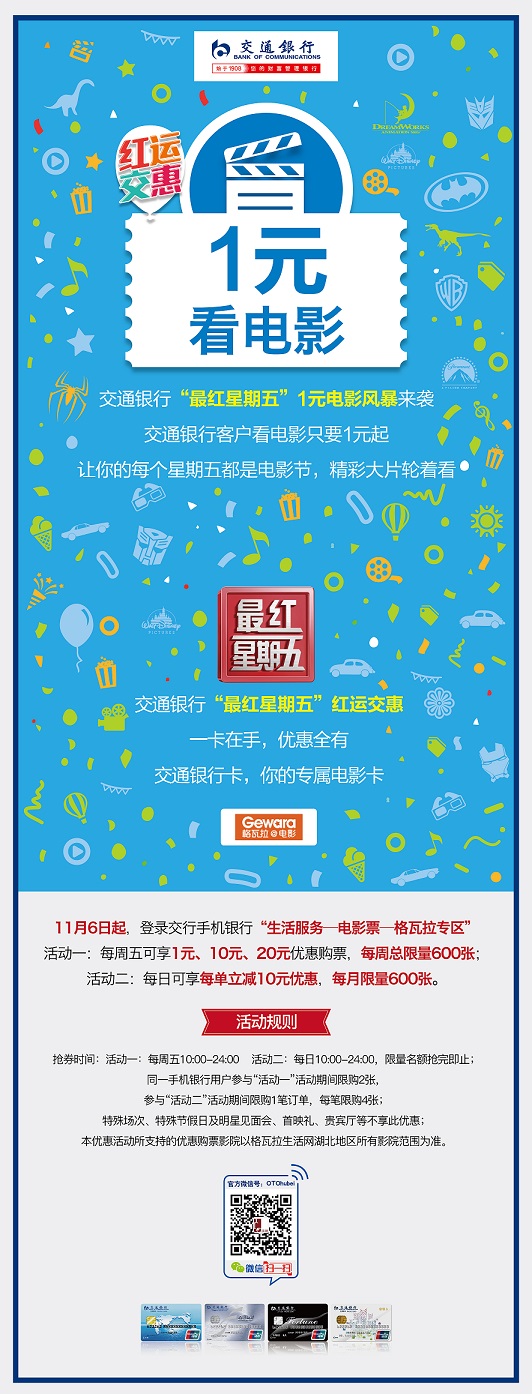 交通銀行
BANK OF COMMUNICATIONS
始于1908 您的财富管理银行
DREAMWORKS
ANIMATION SKG
WALT DISNEY
PICTURES
红运
交惠
WB
1元
看电影
交通银行“最红星期五”1元电影风暴来袭
交通银行客户看电影只要1元起
让你的每个星期五都是电影节，精彩大片轮着看
WALT DISNEY
PICTURES
最红
星期五
交通银行“最红星期五”红运交惠
一卡在手，优惠全有
交通银行卡，你的专属电影卡
Gewara
格瓦拉@电影
11月6日起，登录交行手机银行“生活服务—电影票—格瓦拉专区”
活动一：每周五可享1元、10元、20元优惠购票，每周总限量600张；
活动二：每日可享每单立减10元优惠，每月限量600张。
活动规则
抢券时间：活动一：每周五10:00-24:00 活动二：每日10:00-24:00，限量名额抢完即止；
同一手机银行用户参与“活动一”活动期间限购2张，
参与“活动二”活动期间限购1笔订单，每笔限购4张；
特殊场次、特殊节假日及明星见面会、首映礼、贵宾厅等不享此优惠；
本优惠活动所支持的优惠购票影院以格瓦拉生活网湖北地区所有影院范围为准。
官方微信号：OTOhubei
微信扫一扫